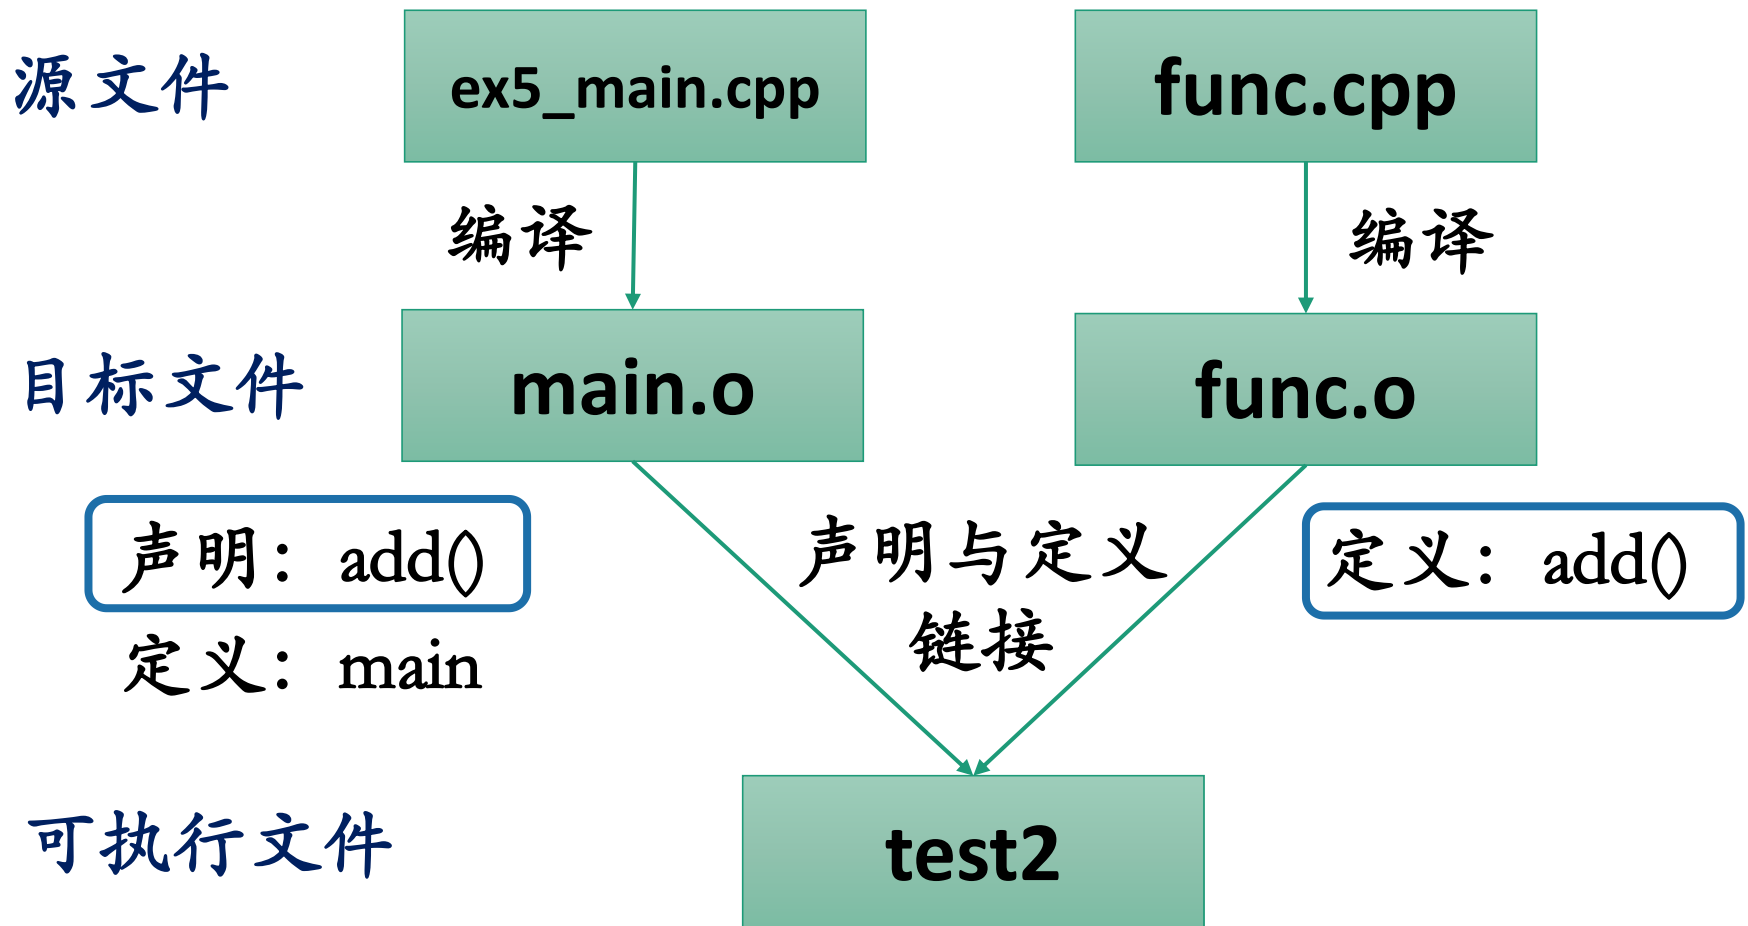 源文件
ex5_main.cpp
func.cpp
编译
编译
目标文件
main.o
func.o
声明：add()
定义：main
声明与定义
链接
定义：add()
可执行文件
test2